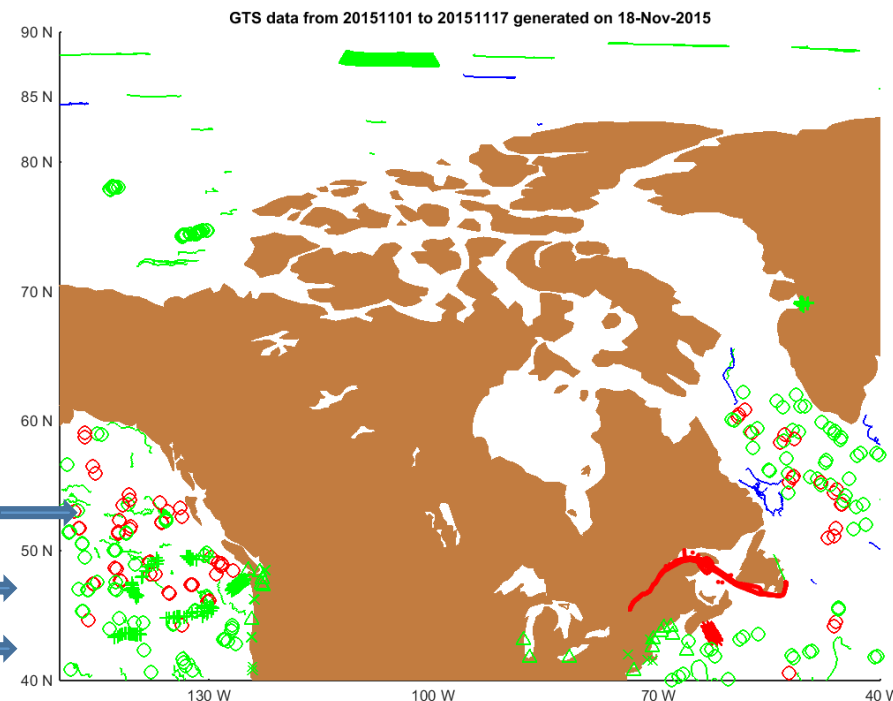 GTS data from 20151101 to 20151117 generated on 18-Nov-2015
90 N
85 N
80 N
70 N
60 N
50 N
40 N
130 W
100 W
70 W
40 W